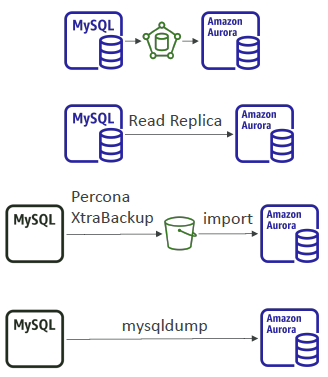 MySQL
Amazon
Aurora
MySQL
Read Replica
Amazon
Aurora
MySQL
Percona
XtraBackup
import
Amazon
Aurora
MySQL
mysqldump
Amazon
Aurora